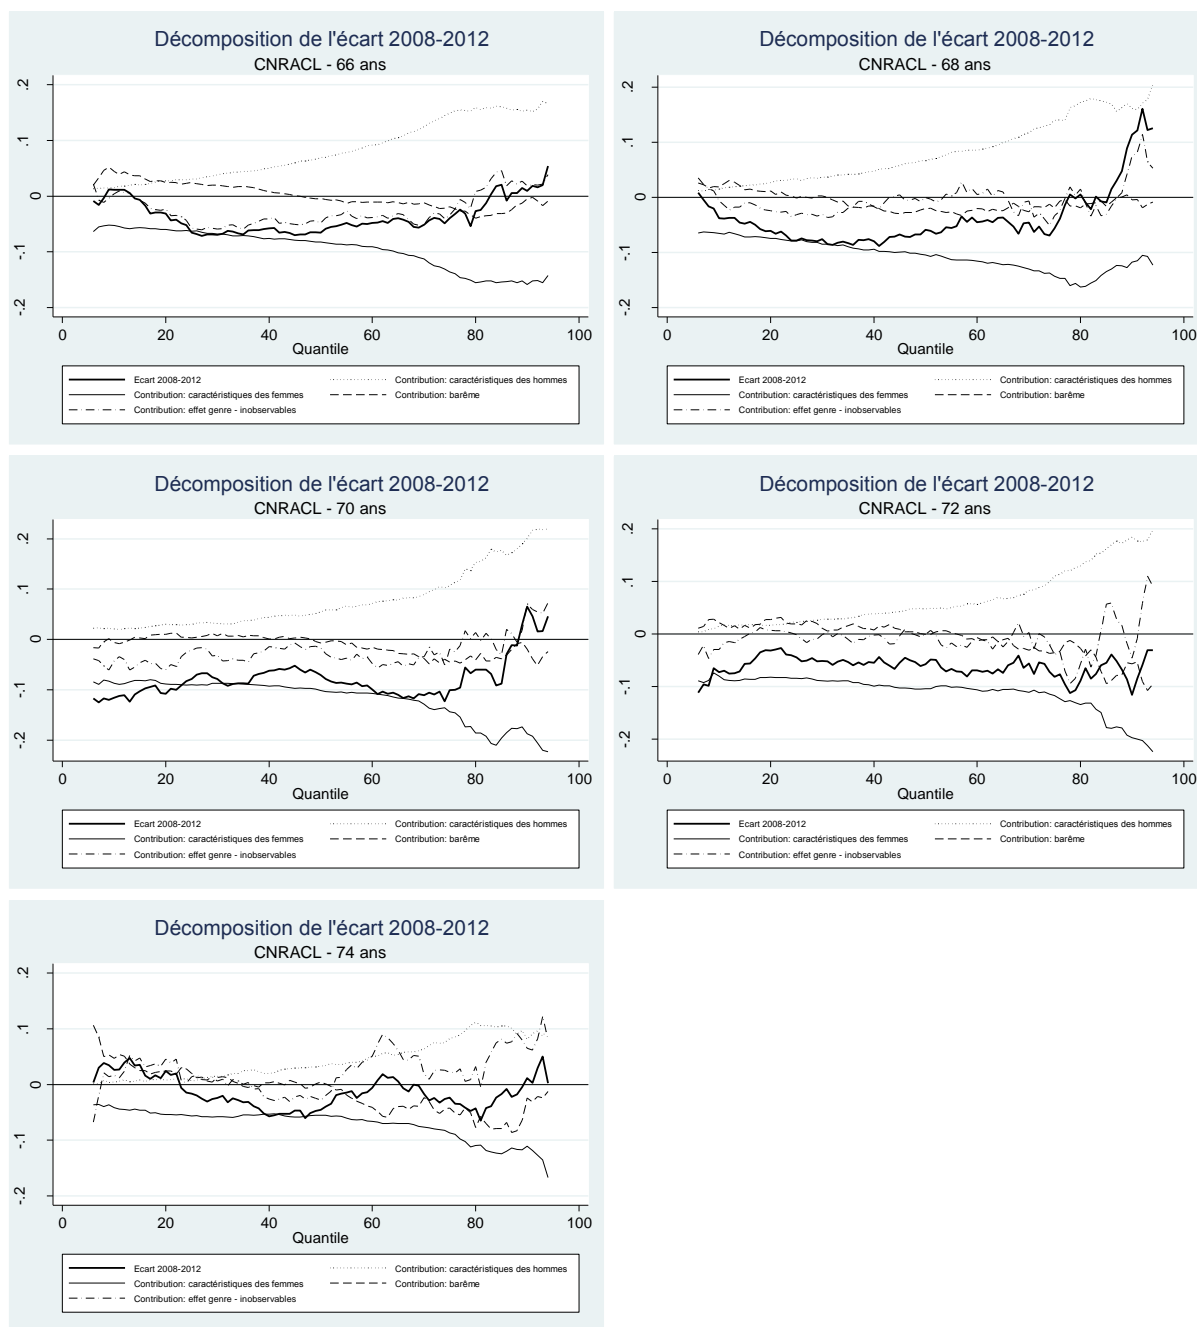 Décomposition de l'écart 2008-2012
CNRACL - 66 ans
.2
.1
0
-.1
-.2
0 20 40 60 80 100
Quantile
Ecart 2008-2012
Contribution: caractéristiques des hommes
Contribution: caractéristiques des femmes
Contribution: barême
Contribution: effet genre - inobservables
Décomposition de l'écart 2008-2012
CNRACL - 68 ans
.2
.1
0
-.1
-.2
0 20 40 60 80 100
Quantile
Ecart 2008-2012
Contribution: caractéristiques des hommes
Contribution: caractéristiques des femmes
Contribution: barême
Contribution: effet genre - inobservables
Décomposition de l'écart 2008-2012
CNRACL - 70 ans
.2
.1
0
-.1
-.2
0 20 40 60 80 100
Quantile
Ecart 2008-2012
Contribution: caractéristiques des hommes
Contribution: caractéristiques des femmes
Contribution: barême
Contribution: effet genre - inobservables
Décomposition de l'écart 2008-2012
CNRACL - 72 ans
.2
.1
0
-.1
-.2
0 20 40 60 80 100
Quantile
Ecart 2008-2012
Contribution: caractéristiques des hommes
Contribution: caractéristiques des femmes
Contribution: barême
Contribution: effet genre - inobservables
Décomposition de l'écart 2008-2012
CNRACL - 74 ans
.2
.1
0
-.1
-.2
0 20 40 60 80 100
Quantile
Ecart 2008-2012
Contribution: caractéristiques des hommes
Contribution: caractéristiques des femmes
Contribution: barême
Contribution: effet genre - inobservables